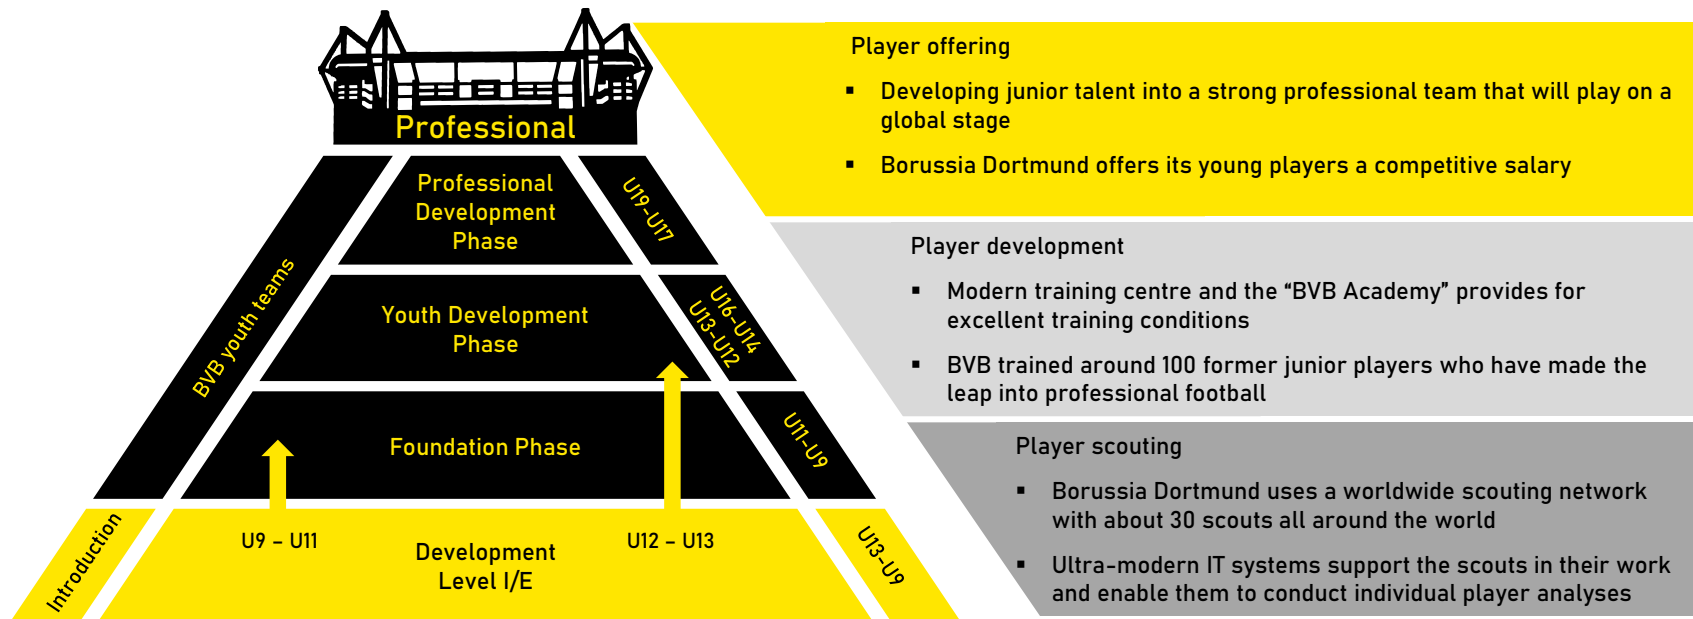 Professional
Professional
Development
Phase
U19-U17
Youth Development
Phase
U16-U14
U13-U12
BVB youth teams
Foundation Phase
U11-U9
Introduction
U9 – U11
U12 – U13
Development
Level I/E
U13-U9
Player offering
▪ Developing junior talent into a strong professional team that will play on a
global stage
▪ Borussia Dortmund offers its young players a competitive salary
Player development
▪ Modern training centre and the “BVB Academy” provides for
excellent training conditions
▪ BVB trained around 100 former junior players who have made the
leap into professional football
Player scouting
▪ Borussia Dortmund uses a worldwide scouting network
with about 30 scouts all around the world
▪ Ultra-modern IT systems support the scouts in their work
and enable them to conduct individual player analyses